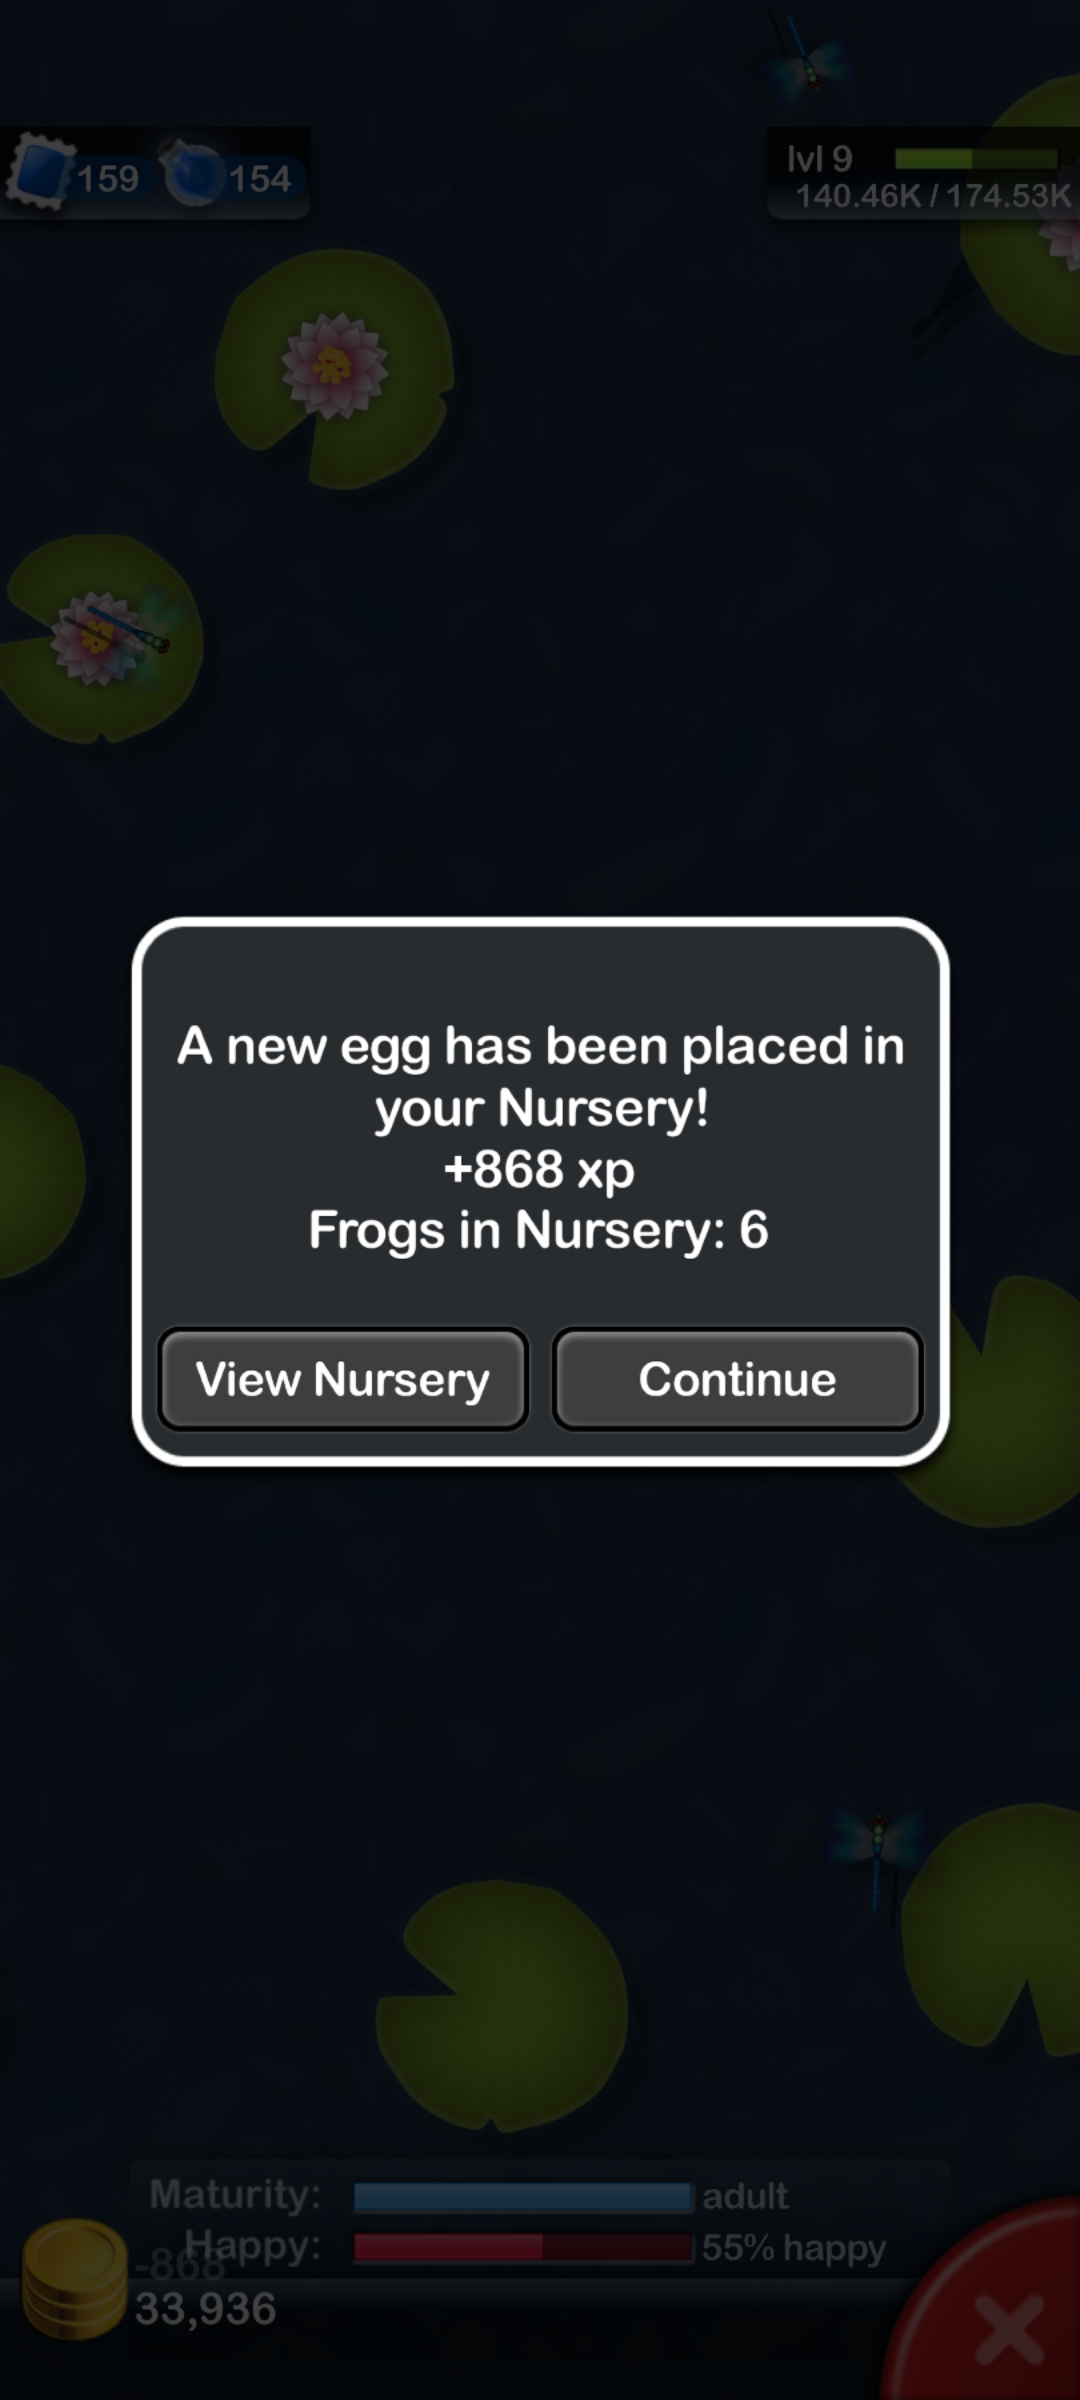 159 154
lvl 9
140.46K / 174.53K
A new egg has been placed in
your Nursery!
+868 xp
Frogs in Nursery: 6
View Nursery Continue
Maturity: adult
Happy: 55% happy
-868
33,936